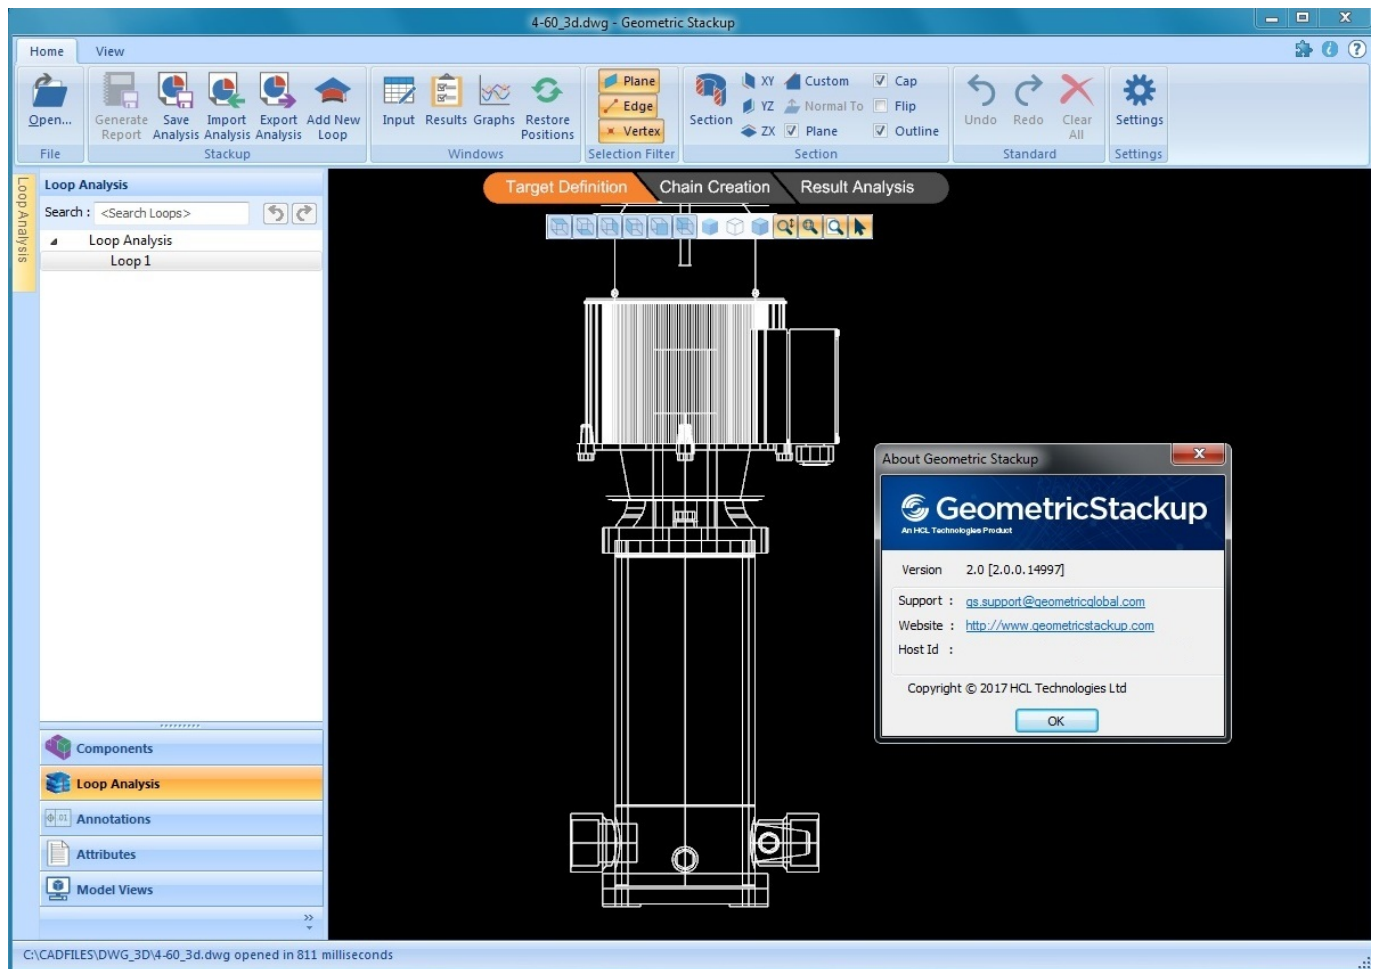 4-60_3d.dwg - Geometric Stackup
Home View
Open...
Generate Report
Save Analysis
Import Analysis
Export Analysis
Add New Loop
Input
Results
Graphs
Restore Positions
Plane
Edge
Vertex
Section
XY
YZ
ZX
Custom
Normal To
Plane
Cap
Flip
Outline
Undo
Redo
Clear All
Settings
File Stackup Windows Selection Filter Section Standard Settings
Loop Analysis
Loop Analysis
Search : <Search Loops>
Loop Analysis
Loop 1
Target Definition Chain Creation Result Analysis
About Geometric Stackup
GeometricStackup
An HCL Technologies Product
Version 2.0 [2.0.0.14997]
Support : gs.support@geometricglobal.com
Website : http://www.geometricstackup.com
Host Id :
Copyright © 2017 HCL Technologies Ltd
OK
Components
Loop Analysis
.01 Annotations
Attributes
Model Views
C:\CADFILES\DWG_3D\4-60_3d.dwg opened in 811 milliseconds